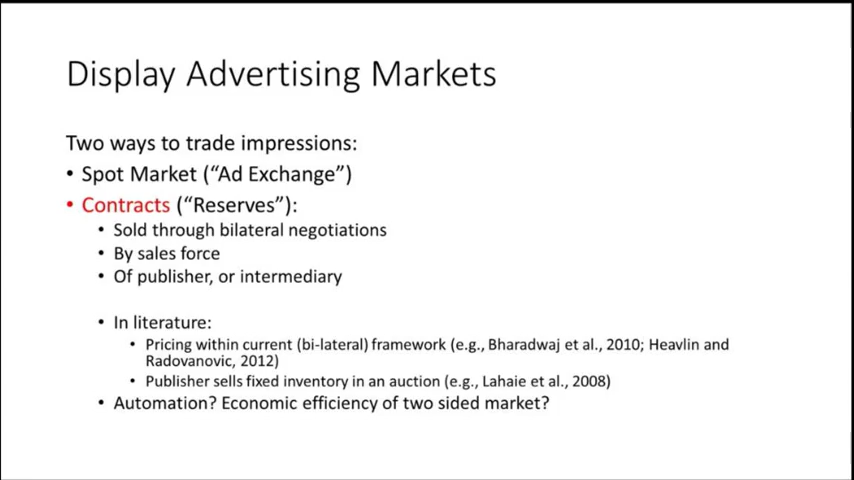 Display Advertising Markets
Two ways to trade impressions:
• Spot Market (“Ad Exchange”)
• Contracts (“Reserves”):
• Sold through bilateral negotiations
• By sales force
• Of publisher, or intermediary
• In literature:
• Pricing within current (bi-lateral) framework (e.g., Bharadwaj et al., 2010; Heavlin and
Radovanovic, 2012)
• Publisher sells fixed inventory in an auction (e.g., Lahaie et al., 2008)
• Automation? Economic efficiency of two sided market?